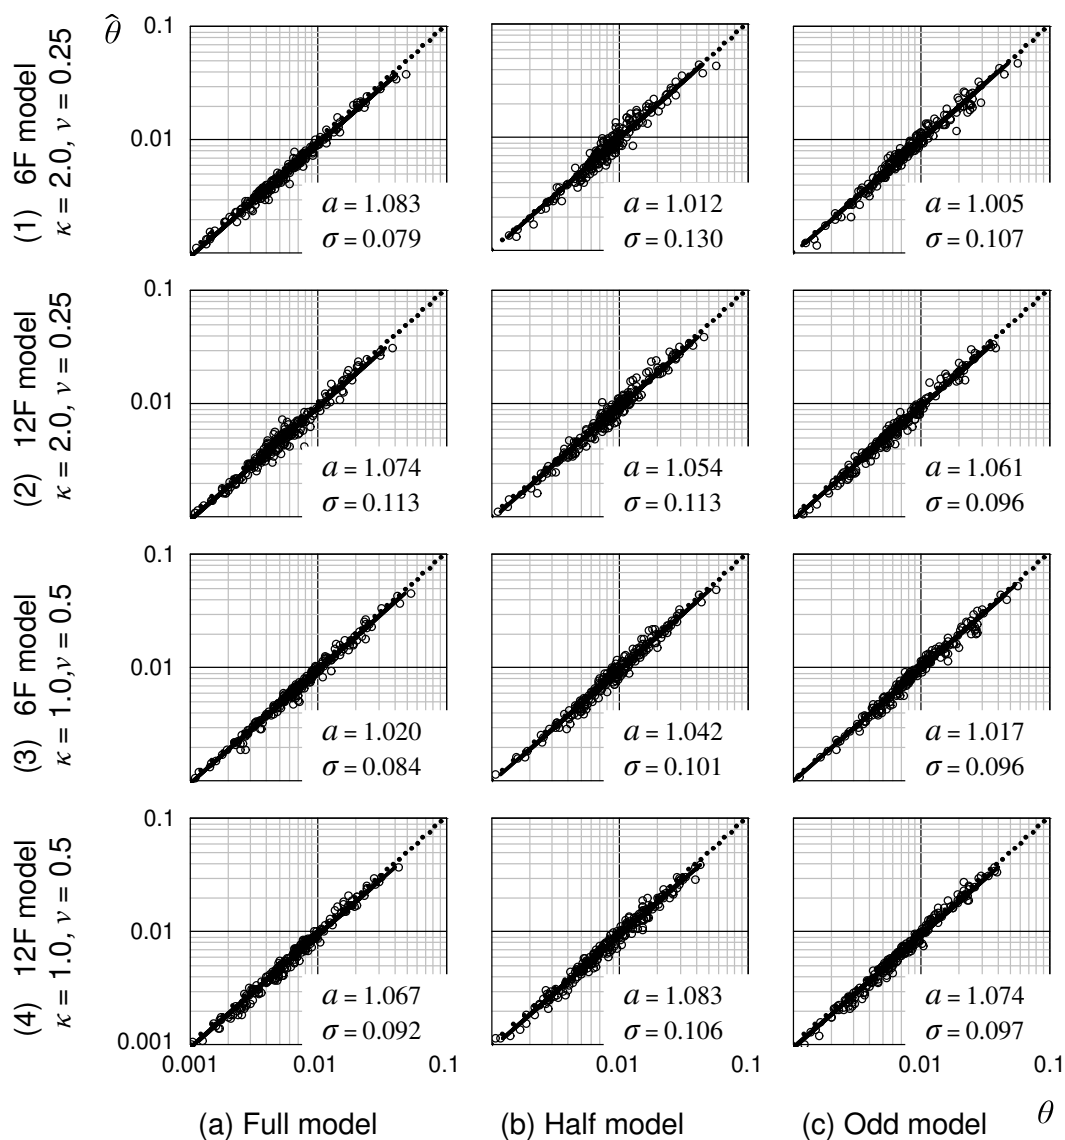 0.1
θ̂
0.01
a = 1.083
σ = 0.079
a = 1.012
σ = 0.130
a = 1.005
σ = 0.107
(1) 6F model
κ = 2.0, ν = 0.25
0.1
0.01
a = 1.074
σ = 0.113
a = 1.054
σ = 0.113
a = 1.061
σ = 0.096
(2) 12F model
κ = 2.0, ν = 0.25
0.1
0.01
a = 1.020
σ = 0.084
a = 1.042
σ = 0.101
a = 1.017
σ = 0.096
(3) 6F model
κ = 1.0, ν = 0.5
0.1
0.01
0.001
a = 1.067
σ = 0.092
a = 1.083
σ = 0.106
a = 1.074
σ = 0.097
(4) 12F model
κ = 1.0, ν = 0.5
0.001 0.01 0.1 0.01 0.1 0.01 0.1
(a) Full model
(b) Half model
(c) Odd model
θ